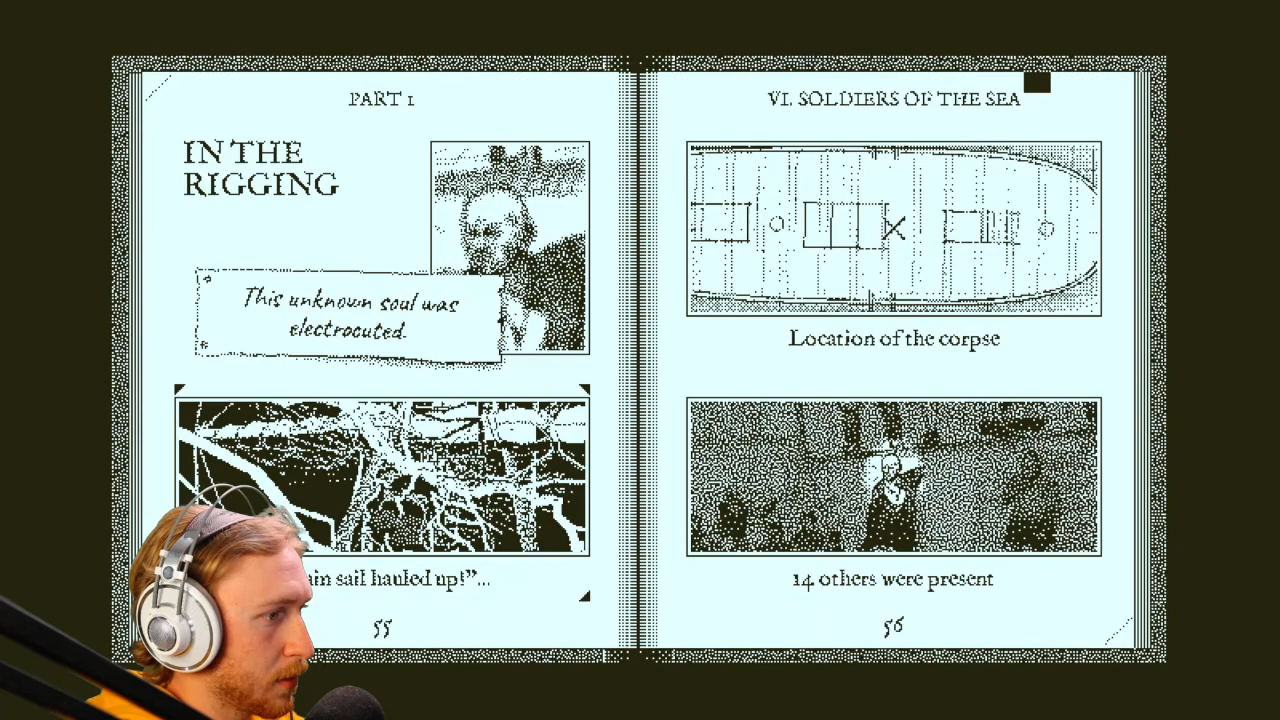 PART 1
IN THE
RIGGING
This unknown soul was
electrocuted.
sail hauled up!”...
55
VI. SOLDIERS OF THE SEA
Location of the corpse
14 others were present
56